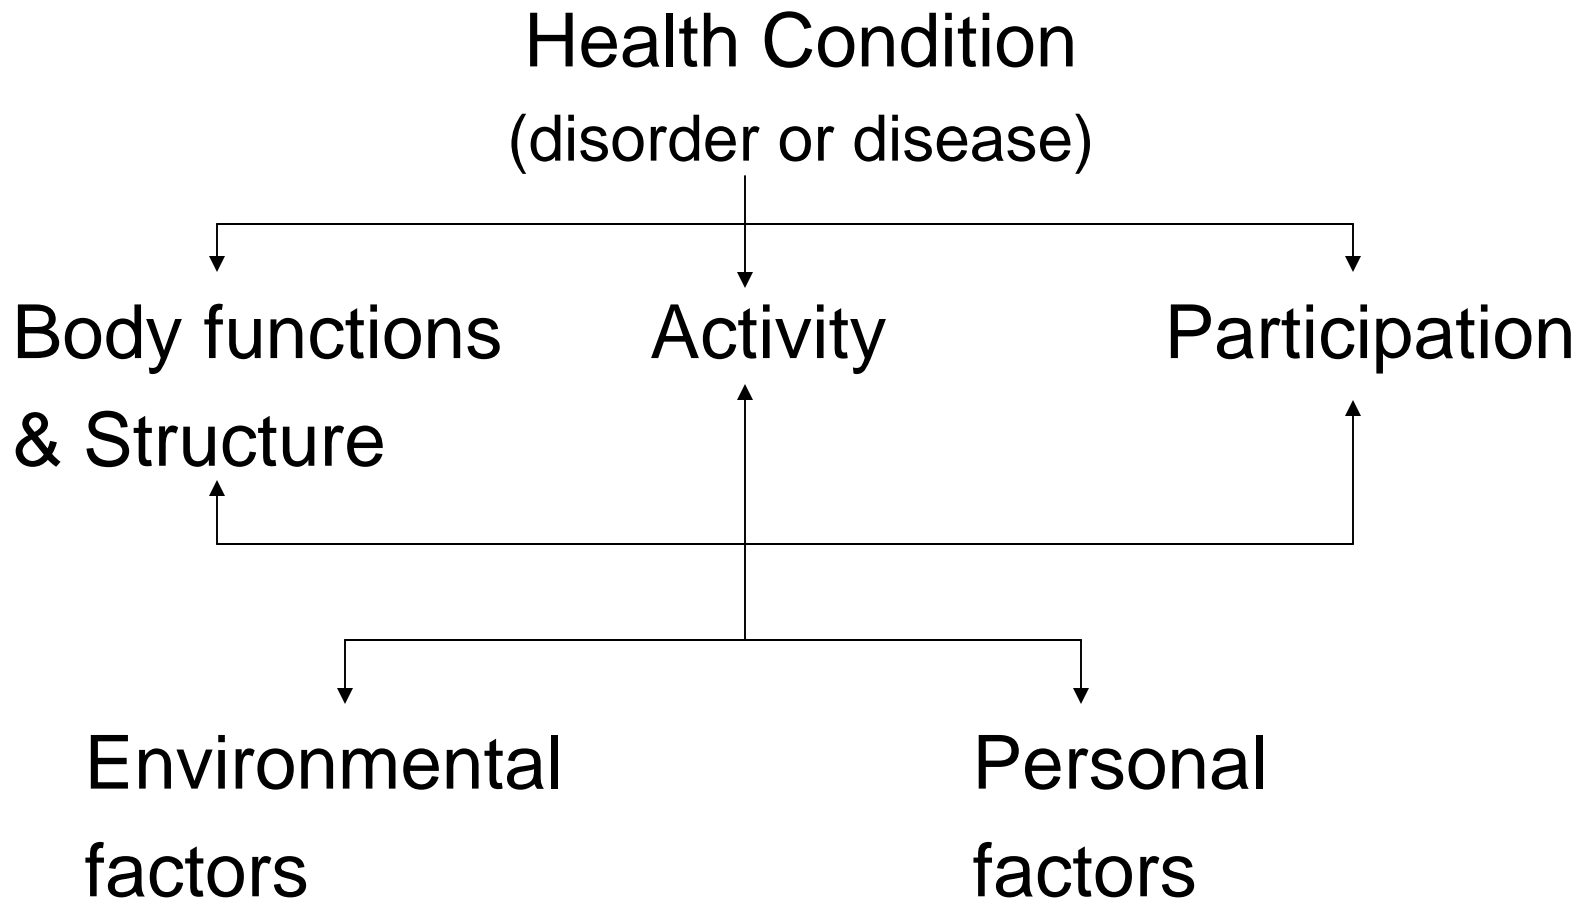 Health Condition
(disorder or disease)
Body functions
& Structure
Activity
Participation
Environmental
factors
Personal
factors